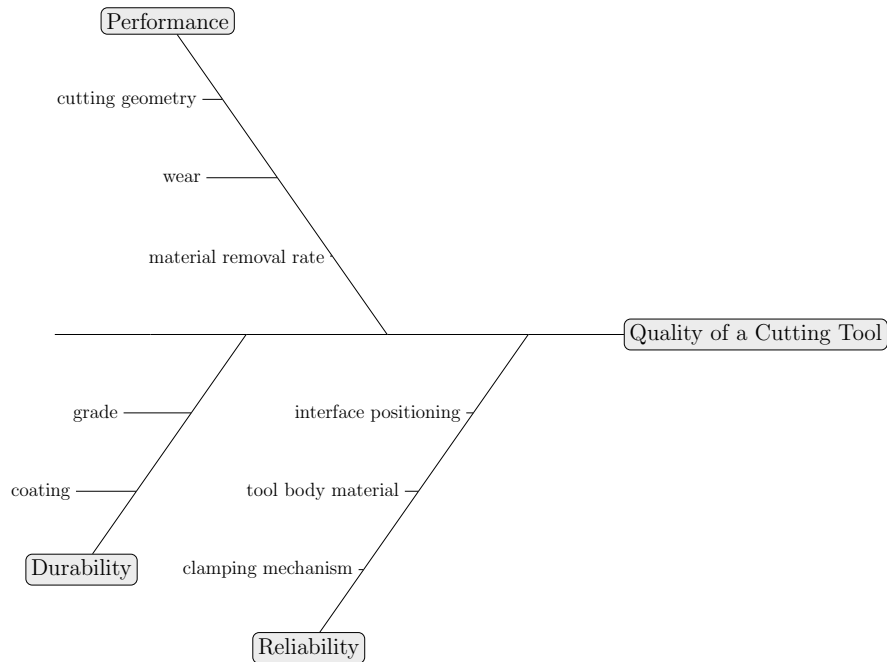 Performance
cutting geometry
wear
material removal rate
Quality of a Cutting Tool
grade
interface positioning
coating
tool body material
Durability
clamping mechanism
Reliability